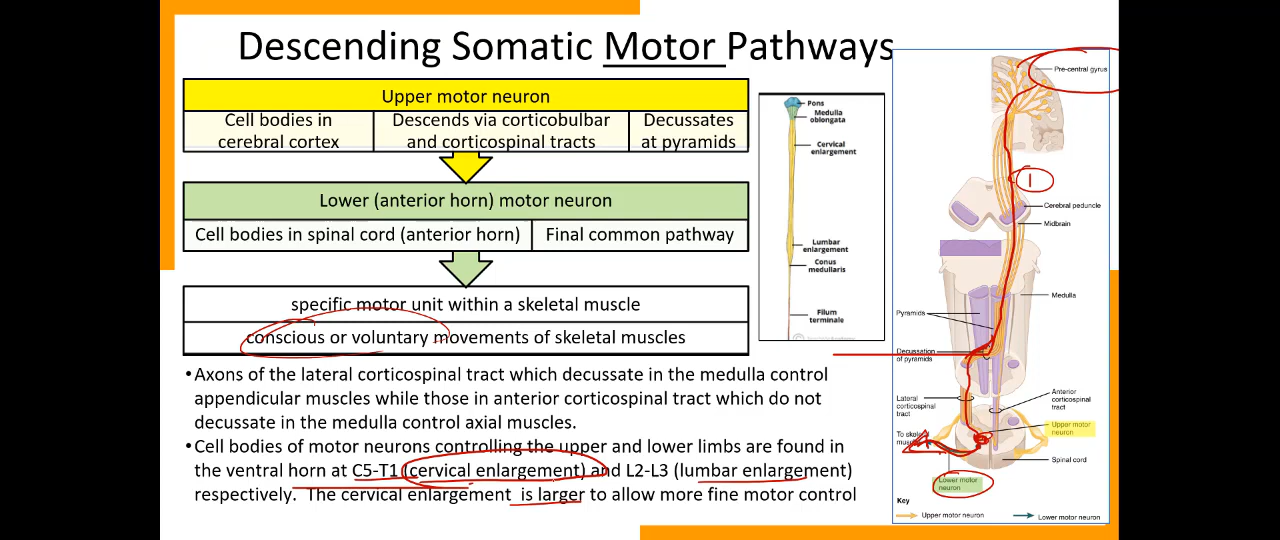 Descending Somatic Motor Pathways
Upper motor neuron
Cell bodies in
cerebral cortex
Descends via corticobulbar
and corticospinal tracts
Decussates
at pyramids
Lower (anterior horn) motor neuron
Cell bodies in spinal cord (anterior horn)
Final common pathway
specific motor unit within a skeletal muscle
conscious or voluntary movements of skeletal muscles
•Axons of the lateral corticospinal tract which decussate in the medulla control
appendicular muscles while those in anterior corticospinal tract which do not
decussate in the medulla control axial muscles.
•Cell bodies of motor neurons controlling the upper and lower limbs are found in
the ventral horn at C5-T1 (cervical enlargement) and L2-L3 (lumbar enlargement)
respectively. The cervical enlargement is larger to allow more fine motor control
Pons
Medulla
oblongata
Cervical
enlargement
Lumbar
enlargement
Conus
medullaris
Filum
terminale
Pre-central gyrus
1
Cerebral peduncle
Midbrain
Medulla
Pyramids
Decussation
of pyramids
Lateral
corticospinal
tract
Anterior
corticospinal
tract
To
Upper motor
neuron
Spinal cord
Lower motor
neuron
Key
Upper motor neuron
Lower motor neuron